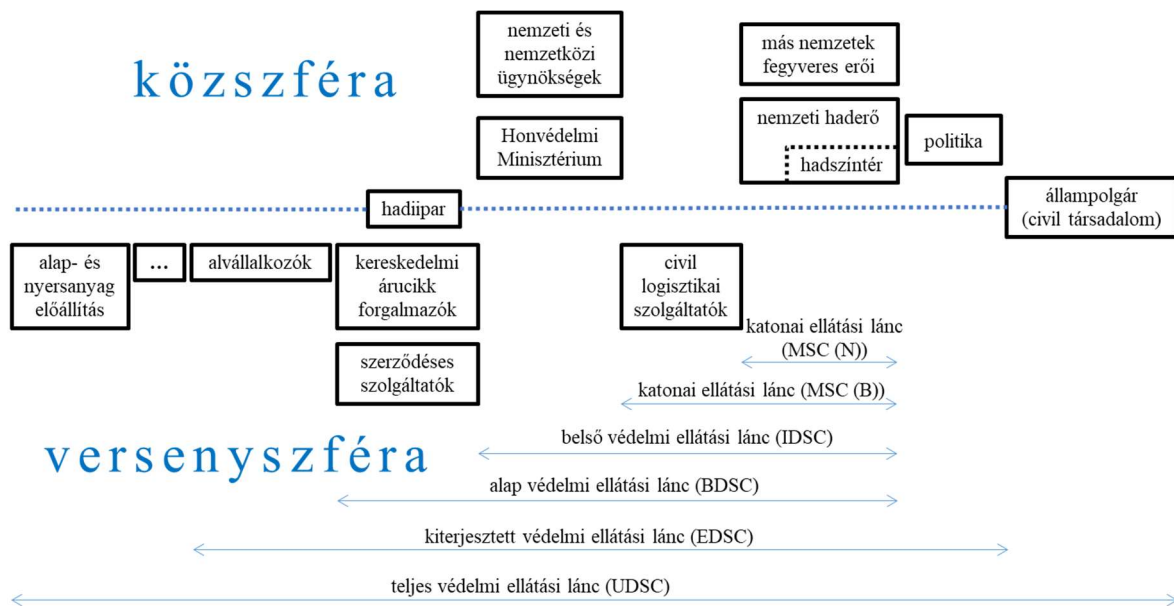 közszféra
nemzeti és
nemzetközi
ügynökségek
más nemzetek
fegyveres erői
Honvédelmi
Minisztérium
nemzeti haderő
hadszíntér
politika
hadiipar
állampolgár
(civil társadalom)
alap- és
nyersanyag
előállítás
...
alvállalkozók
kereskedelmi
árucikk
forgalmazók
civil
logisztikai
szolgáltatók
szerződéses
szolgáltatók
katonai ellátási lánc
(MSC (N))
katonai ellátási lánc (MSC (B))
versenyszféra
belső védelmi ellátási lánc (IDSC)
alap védelmi ellátási lánc (BDSC)
kiterjesztett védelmi ellátási lánc (EDSC)
teljes védelmi ellátási lánc (UDSC)